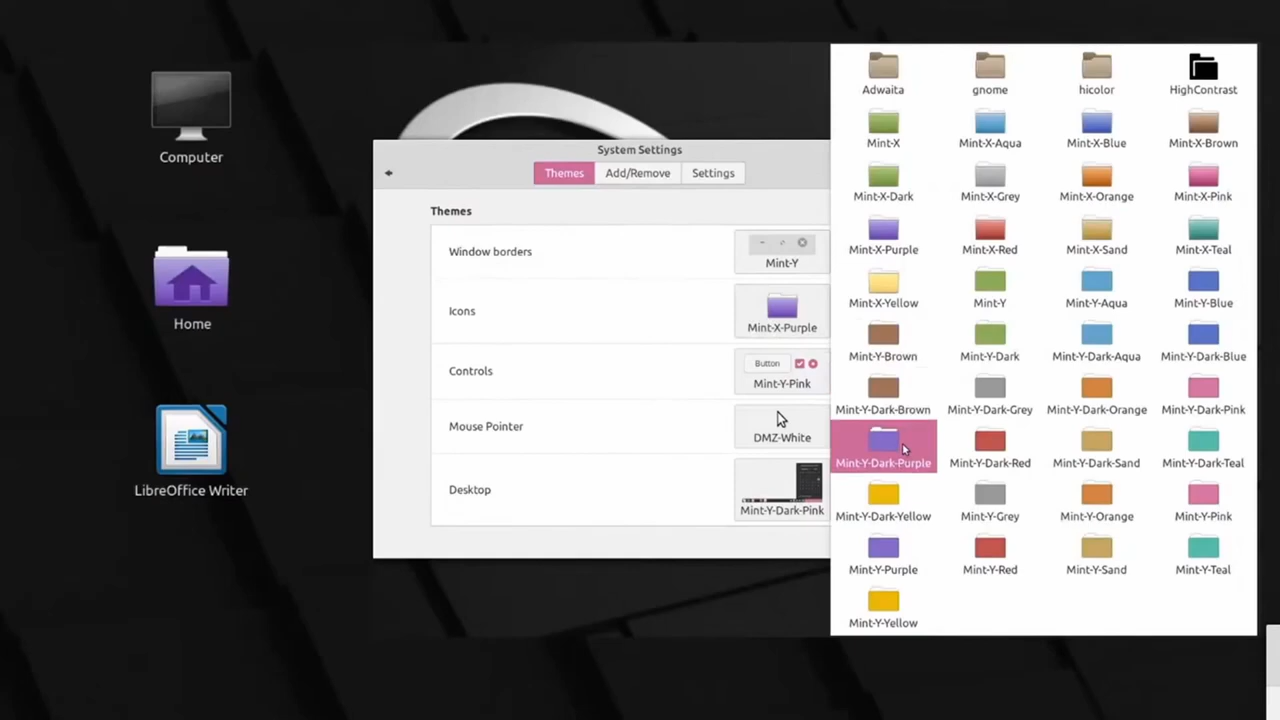 Computer
Home
LibreOffice Writer
System Settings
Themes Add/Remove Settings
Themes
Window borders
Mint-Y
Icons
Mint-X-Purple
Controls
Button
Mint-Y-Pink
Mouse Pointer
DMZ-White
Desktop
Mint-Y-Dark-Pink
Adwaita gnome hicolor HighContrast
Mint-X Mint-X-Aqua Mint-X-Blue Mint-X-Brown
Mint-X-Dark Mint-X-Grey Mint-X-Orange Mint-X-Pink
Mint-X-Purple Mint-X-Red Mint-X-Sand Mint-X-Teal
Mint-X-Yellow Mint-Y Mint-Y-Aqua Mint-Y-Blue
Mint-Y-Brown Mint-Y-Dark Mint-Y-Dark-Aqua Mint-Y-Dark-Blue
Mint-Y-Dark-Brown Mint-Y-Dark-Grey Mint-Y-Dark-Orange Mint-Y-Dark-Pink
Mint-Y-Dark-Purple Mint-Y-Dark-Red Mint-Y-Dark-Sand Mint-Y-Dark-Teal
Mint-Y-Dark-Yellow Mint-Y-Grey Mint-Y-Orange Mint-Y-Pink
Mint-Y-Purple Mint-Y-Red Mint-Y-Sand Mint-Y-Teal
Mint-Y-Yellow